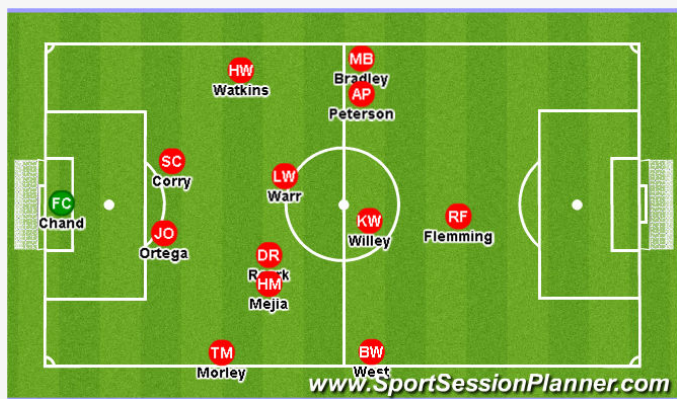 MB
Bradley
HW
Watkins
AP
Peterson
SC
Corry
LW
Warr
FC
Chand
KW
Willey
RF
Flemming
JO
Ortega
DR
HM
Mejia
TM
Morley
BW
West
www.SportSessionPlanner.com